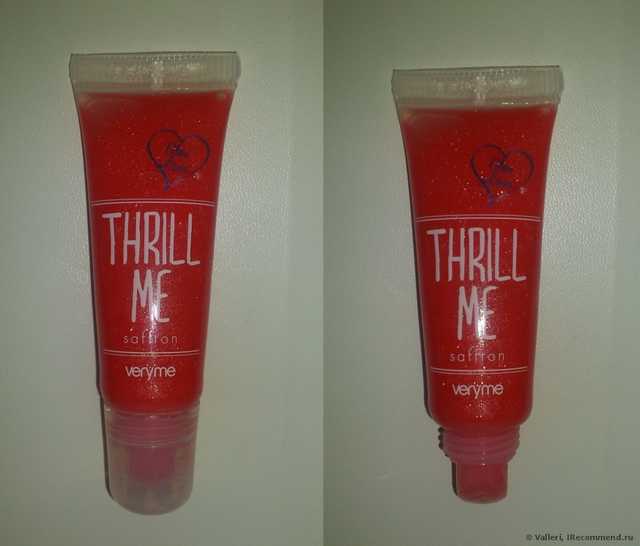 THRILL
ME
saffron
veryme
THRILL
ME
saffron
veryme
© Valleri, IRecommend.ru